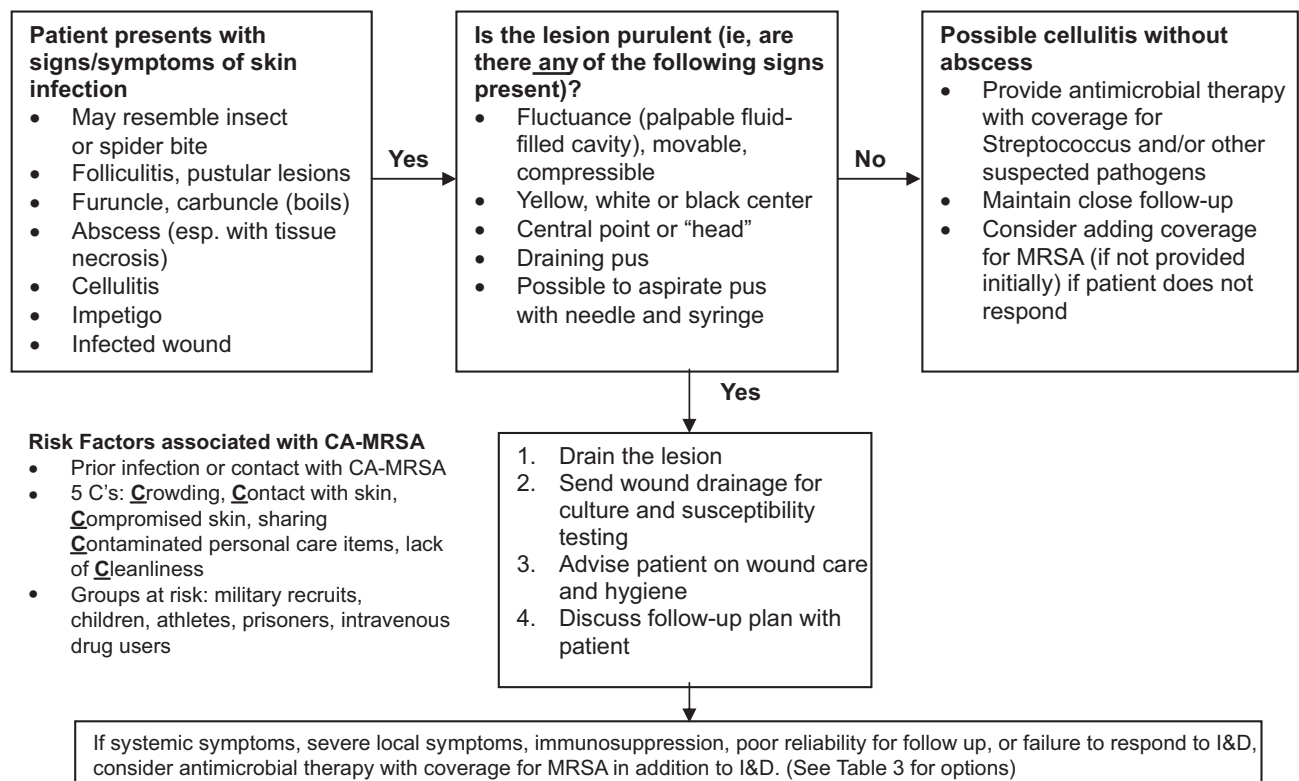 Patient presents with
signs/symptoms of skin
infection
• May resemble insect
or spider bite
• Folliculitis, pustular lesions
• Furuncle, carbuncle (boils)
• Abscess (esp. with tissue
necrosis)
• Cellulitis
• Impetigo
• Infected wound
Yes
Is the lesion purulent (ie, are
there any of the following signs
present)?
• Fluctuance (palpable fluid-
filled cavity), movable,
compressible
• Yellow, white or black center
• Central point or “head”
• Draining pus
• Possible to aspirate pus
with needle and syringe
No
Possible cellulitis without
abscess
• Provide antimicrobial therapy
with coverage for
Streptococcus and/or other
suspected pathogens
• Maintain close follow-up
• Consider adding coverage
for MRSA (if not provided
initially) if patient does not
respond
Yes
Risk Factors associated with CA-MRSA
• Prior infection or contact with CA-MRSA
• 5 C’s: Crowding, Contact with skin,
Compromised skin, sharing
Contaminated personal care items, lack
of Cleanliness
• Groups at risk: military recruits,
children, athletes, prisoners, intravenous
drug users
1. Drain the lesion
2. Send wound drainage for
culture and susceptibility
testing
3. Advise patient on wound care
and hygiene
4. Discuss follow-up plan with
patient
If systemic symptoms, severe local symptoms, immunosuppression, poor reliability for follow up, or failure to respond to I&D,
consider antimicrobial therapy with coverage for MRSA in addition to I&D. (See Table 3 for options)